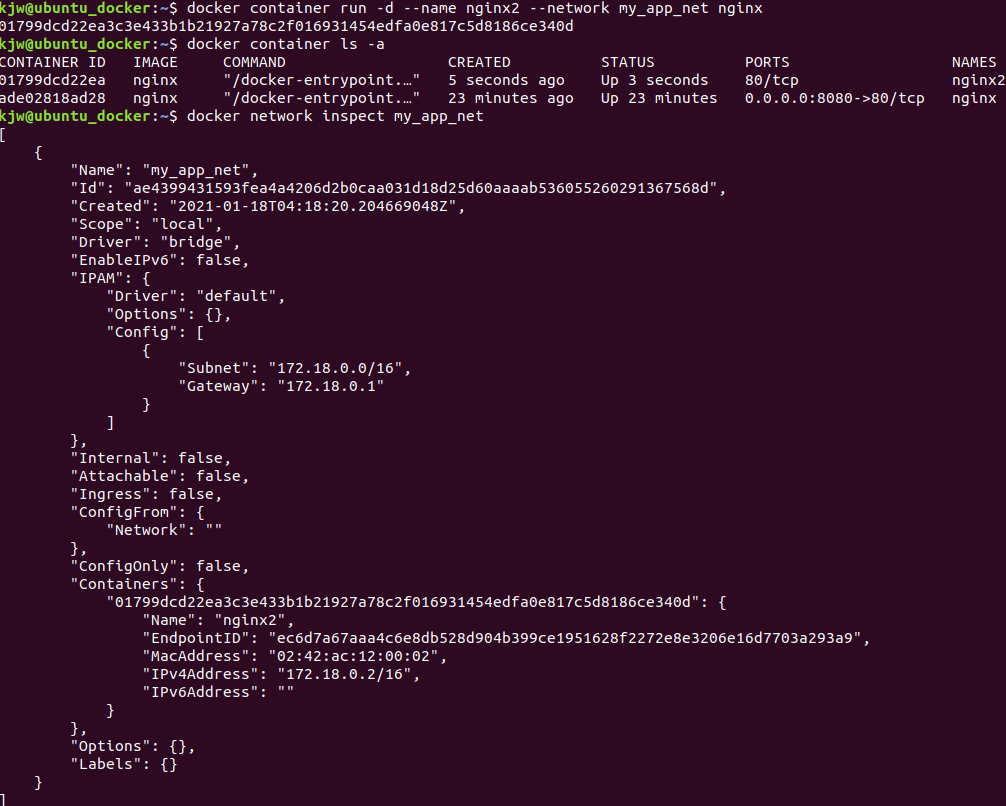 kjw@ubuntu_docker:~$ docker container run -d --name nginx2 --network my_app_net nginx
01799dcd22ea3c3e433b1b21927a78c2f016931454edfa0e817c5d8186ce340d
kjw@ubuntu_docker:~$ docker container ls -a
CONTAINER ID   IMAGE     COMMAND                  CREATED          STATUS          PORTS                  NAMES
01799dcd22ea   nginx     "/docker-entrypoint.…"   5 seconds ago    Up 3 seconds    80/tcp                 nginx2
ade02818ad28   nginx     "/docker-entrypoint.…"   23 minutes ago   Up 23 minutes   0.0.0.0:8080->80/tcp   nginx
kjw@ubuntu_docker:~$ docker network inspect my_app_net
[
    {
        "Name": "my_app_net",
        "Id": "ae4399431593fea4a4206d2b0caa031d18d25d60aaaab536055260291367568d",
        "Created": "2021-01-18T04:18:20.204669048Z",
        "Scope": "local",
        "Driver": "bridge",
        "EnableIPv6": false,
        "IPAM": {
            "Driver": "default",
            "Options": {},
            "Config": [
                {
                    "Subnet": "172.18.0.0/16",
                    "Gateway": "172.18.0.1"
                }
            ]
        },
        "Internal": false,
        "Attachable": false,
        "Ingress": false,
        "ConfigFrom": {
            "Network": ""
        },
        "ConfigOnly": false,
        "Containers": {
            "01799dcd22ea3c3e433b1b21927a78c2f016931454edfa0e817c5d8186ce340d": {
                "Name": "nginx2",
                "EndpointID": "ec6d7a67aaa4c6e8db528d904b399ce1951628f2272e8e3206e16d7703a293a9",
                "MacAddress": "02:42:ac:12:00:02",
                "IPv4Address": "172.18.0.2/16",
                "IPv6Address": ""
            }
        },
        "Options": {},
        "Labels": {}
    }
]